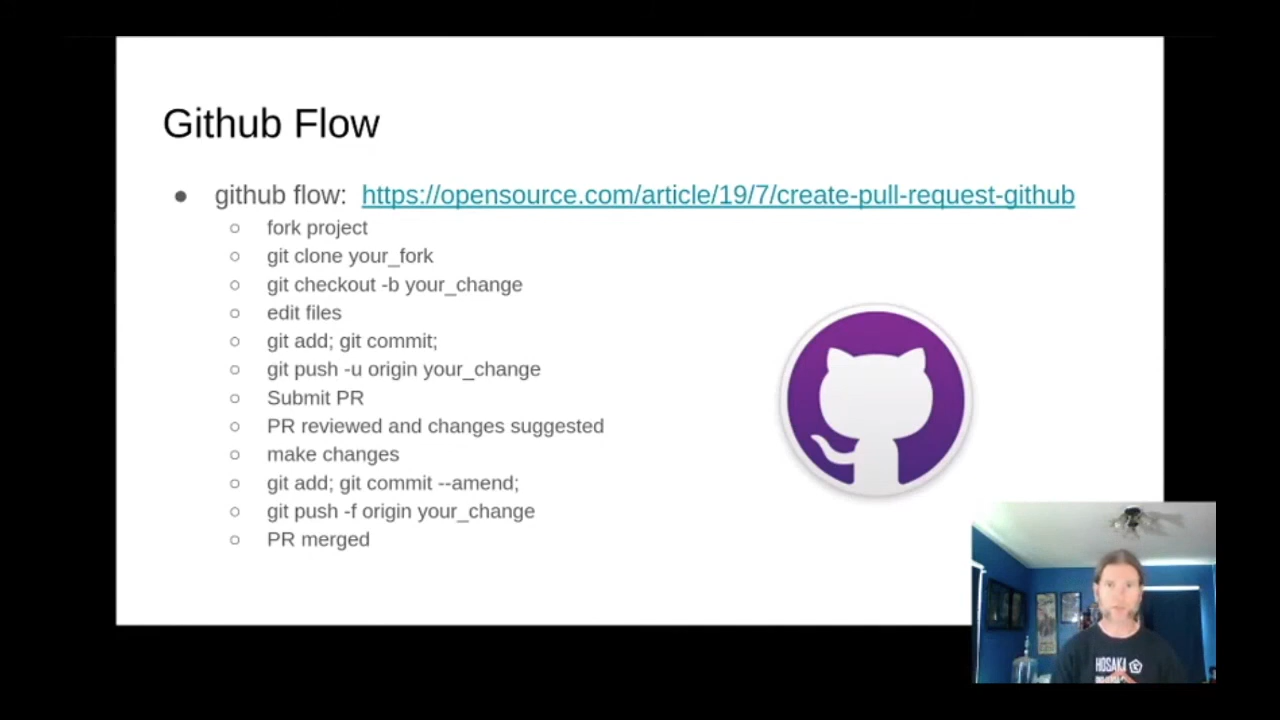 Github Flow
github flow: https://opensource.com/article/19/7/create-pull-request-github
fork project
git clone your_fork
git checkout -b your_change
edit files
git add; git commit;
git push -u origin your_change
Submit PR
PR reviewed and changes suggested
make changes
git add; git commit --amend;
git push -f origin your_change
PR merged
HOSAKA